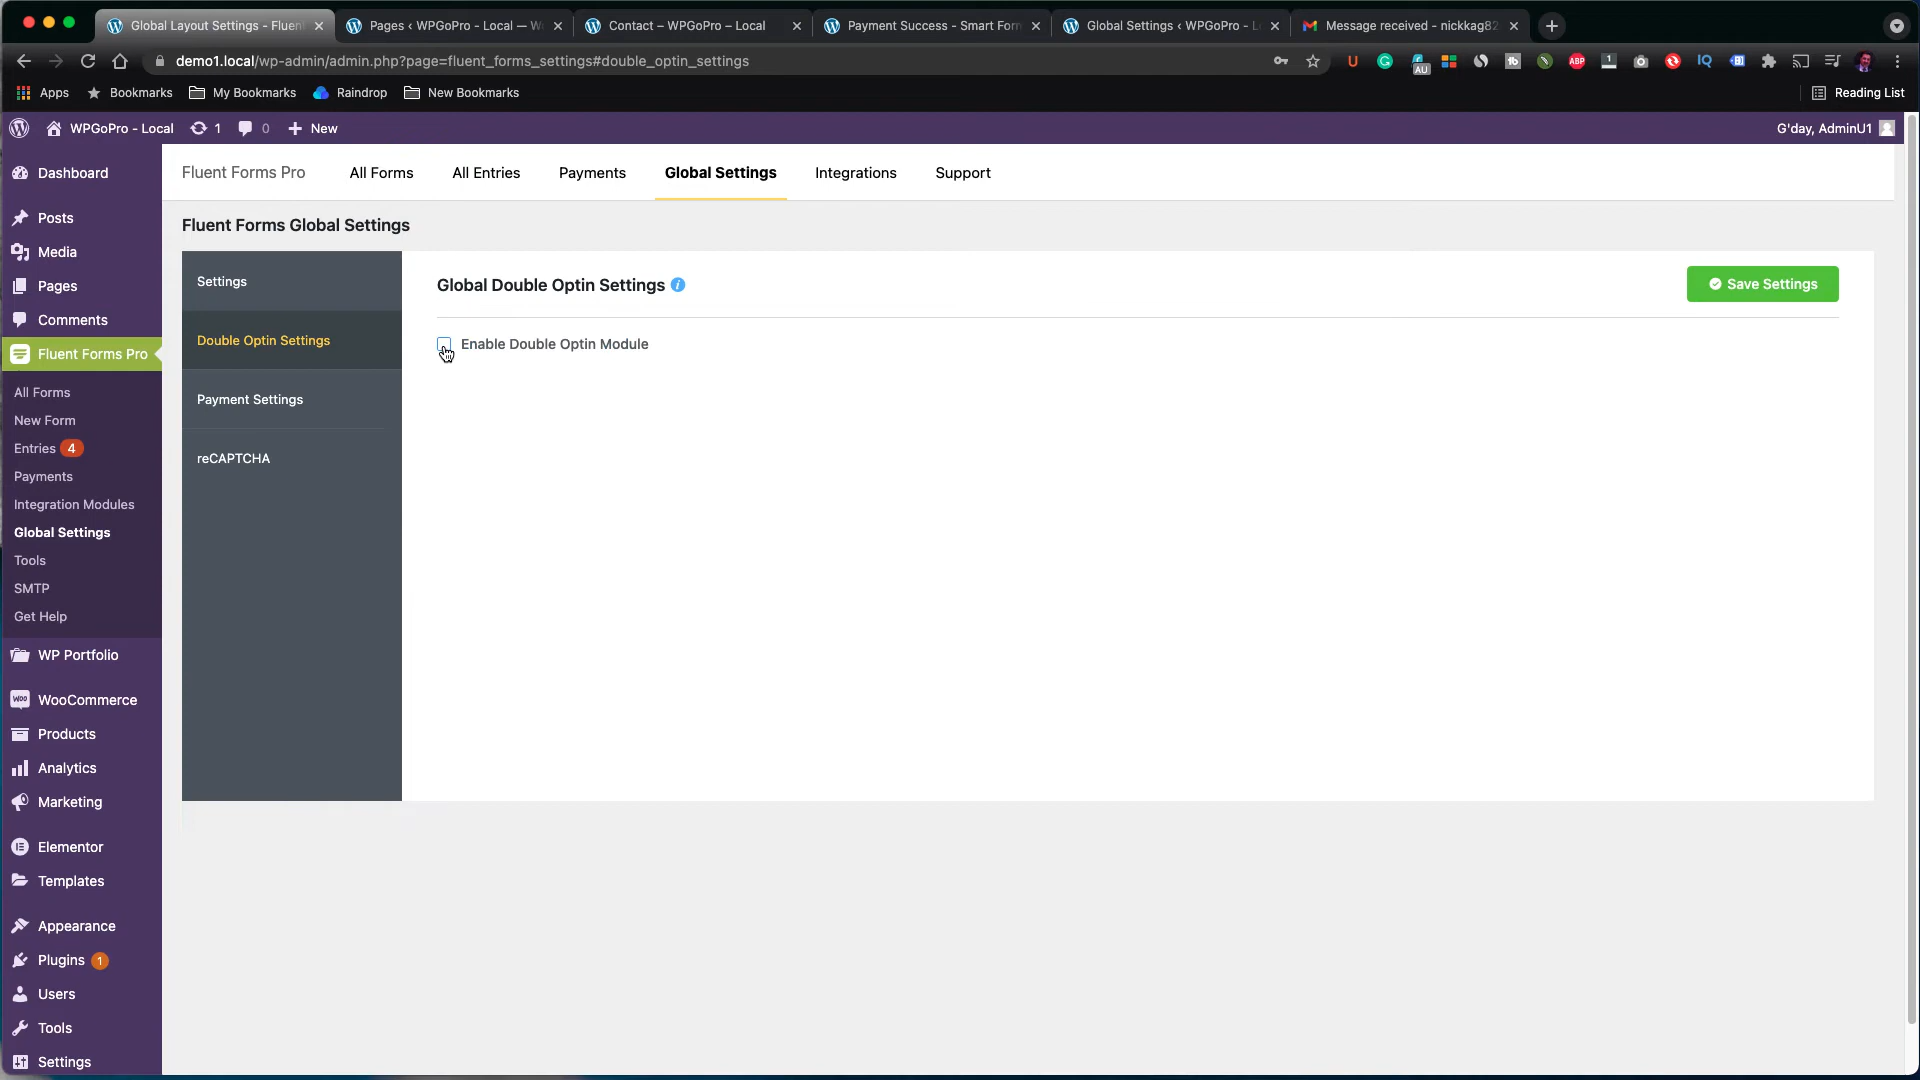 Global Layout Settings - Fluen
Pages ‹ WPGoPro - Local — W
Contact – WPGoPro – Local
Payment Success - Smart Forn
Global Settings ‹ WPGoPro - L
Message received - nickkag82
demo1.local/wp-admin/admin.php?page=fluent_forms_settings#double_optin_settings
Apps
Bookmarks
My Bookmarks
Raindrop
New Bookmarks
Reading List
WPGoPro - Local
1
0
New
G'day, AdminU1
Dashboard
Posts
Media
Pages
Comments
Fluent Forms Pro
All Forms
New Form
Entries 4
Payments
Integration Modules
Global Settings
Tools
SMTP
Get Help
WP Portfolio
WooCommerce
Products
Analytics
Marketing
Elementor
Templates
Appearance
Plugins 1
Users
Tools
Settings
Fluent Forms Pro
All Forms
All Entries
Payments
Global Settings
Integrations
Support
Fluent Forms Global Settings
Settings
Double Optin Settings
Payment Settings
reCAPTCHA
Global Double Optin Settings
Save Settings
Enable Double Optin Module